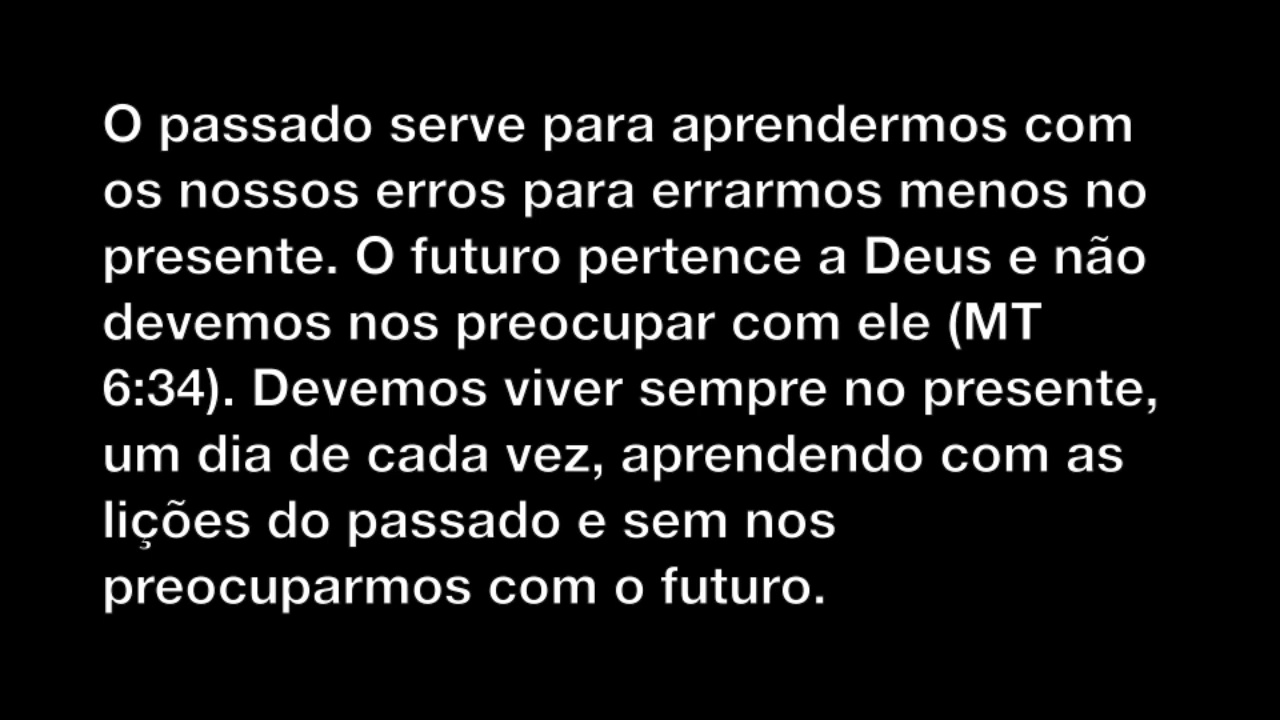 O passado serve para aprendermos com
os nossos erros para errarmos menos no
presente. O futuro pertence a Deus e não
devemos nos preocupar com ele (MT
6:34). Devemos viver sempre no presente,
um dia de cada vez, aprendendo com as
lições do passado e sem nos
preocuparmos com o futuro.